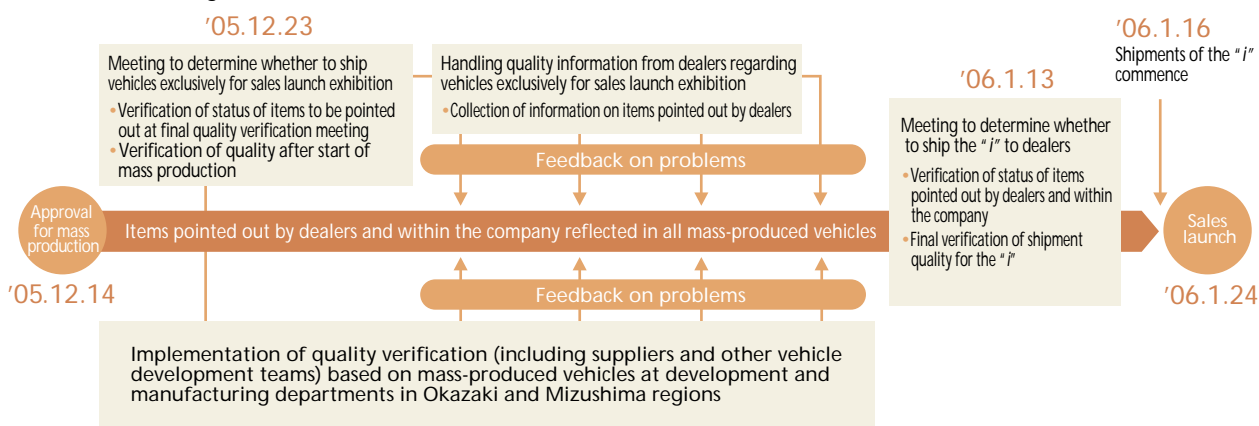 '05.12.23
Meeting to determine whether to ship
vehicles exclusively for sales launch exhibition
•Verification of status of items to be pointed
out at final quality verification meeting
•Verification of quality after start of
mass production
Handling quality information from dealers regarding
vehicles exclusively for sales launch exhibition
•Collection of information on items pointed out by dealers
Feedback on problems
'06.1.13
Meeting to determine whether
to ship the “i” to dealers
•Verification of status of items
pointed out by dealers and within
the company
•Final verification of shipment
quality for the “i”
'06.1.16
Shipments of the “i”
commence
Approval
for mass
production
'05.12.14
Items pointed out by dealers and within the company reflected in all mass-produced vehicles
Sales
launch
'06.1.24
Feedback on problems
Implementation of quality verification (including suppliers and other vehicle
development teams) based on mass-produced vehicles at development and
manufacturing departments in Okazaki and Mizushima regions